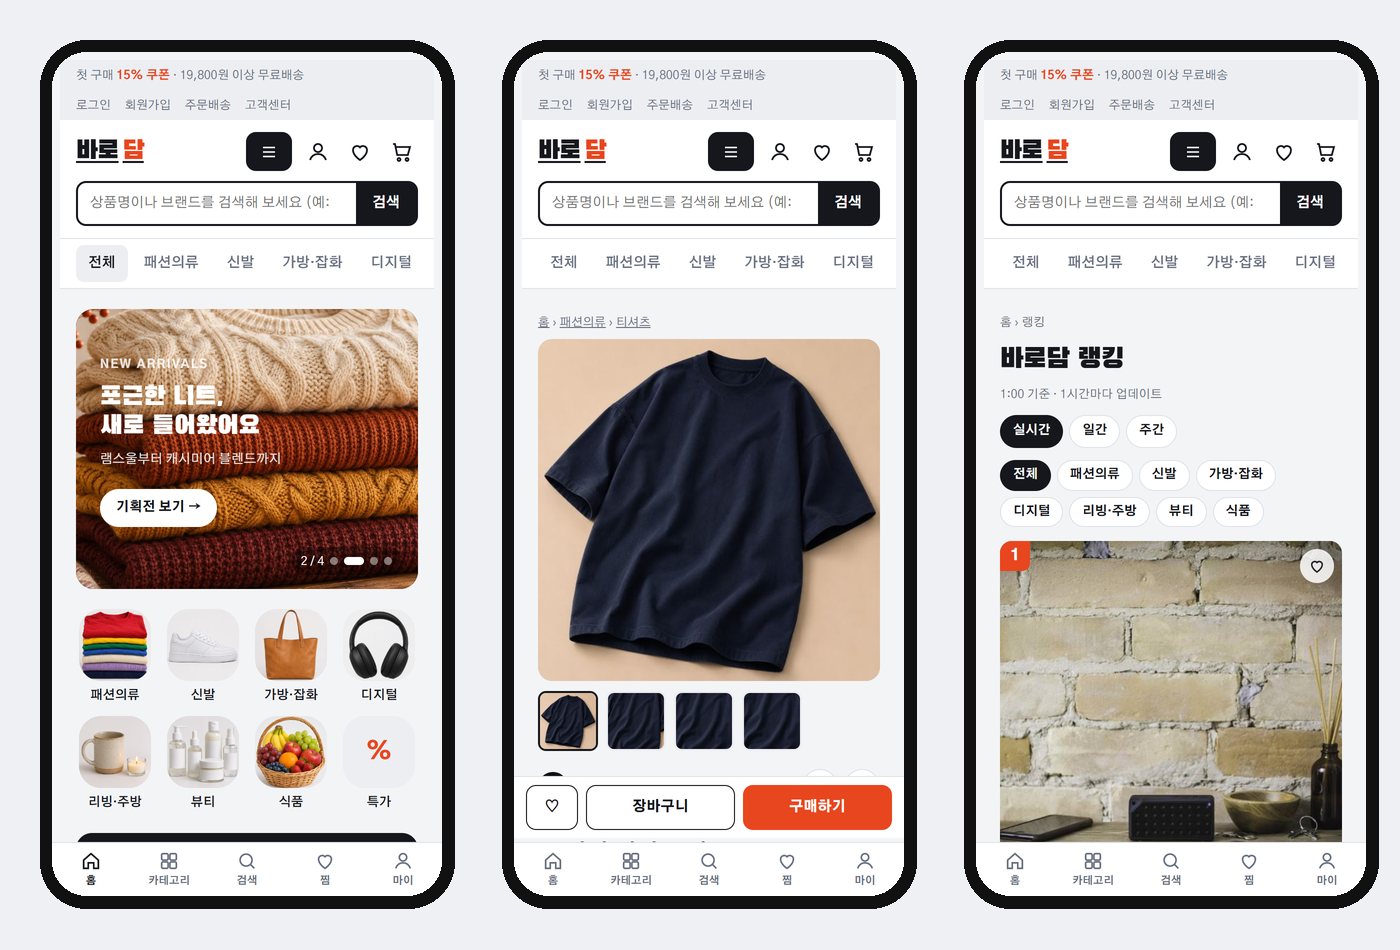 첫 구매 15% 쿠폰 · 19,800원 이상 무료배송
로그인 회원가입 주문배송 고객센터
바로담
상품명이나 브랜드를 검색해 보세요 (예:
검색
전체 패션의류 신발 가방·잡화 디지털
NEW ARRIVALS
포근한 니트,
새로 들어왔어요
램스울부터 캐시미어 블렌드까지
기획전 보기 →
2 / 4
패션의류 신발 가방·잡화 디지털
%
리빙·주방 뷰티 식품 특가
홈 카테고리 검색 찜 마이
첫 구매 15% 쿠폰 · 19,800원 이상 무료배송
로그인 회원가입 주문배송 고객센터
바로담
상품명이나 브랜드를 검색해 보세요 (예:
검색
전체 패션의류 신발 가방·잡화 디지털
홈 › 패션의류 › 티셔츠
장바구니
구매하기
홈 카테고리 검색 찜 마이
첫 구매 15% 쿠폰 · 19,800원 이상 무료배송
로그인 회원가입 주문배송 고객센터
바로담
상품명이나 브랜드를 검색해 보세요 (예:
검색
전체 패션의류 신발 가방·잡화 디지털
홈 › 랭킹
바로담 랭킹
1:00 기준 · 1시간마다 업데이트
실시간 일간 주간
전체 패션의류 신발 가방·잡화
디지털 리빙·주방 뷰티 식품
1
홈 카테고리 검색 찜 마이